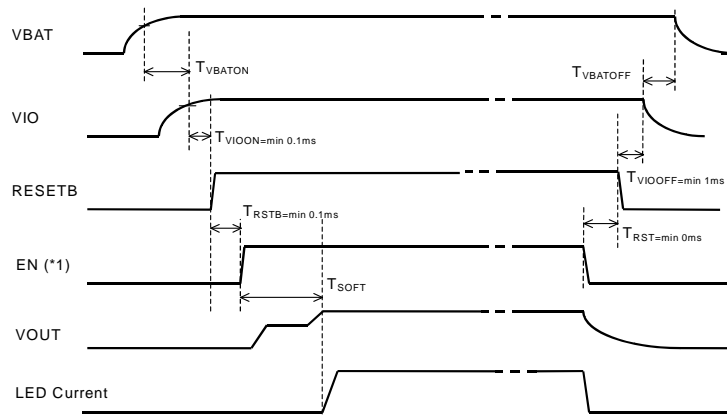 VBAT
TVBATON
TVBATOFF
VIO
TVIOON=min 0.1ms
TVIOOFF=min 1ms
RESETB
TRSTB=min 0.1ms
TRST=min 0ms
EN (*1)
TSOFT
VOUT
LED Current